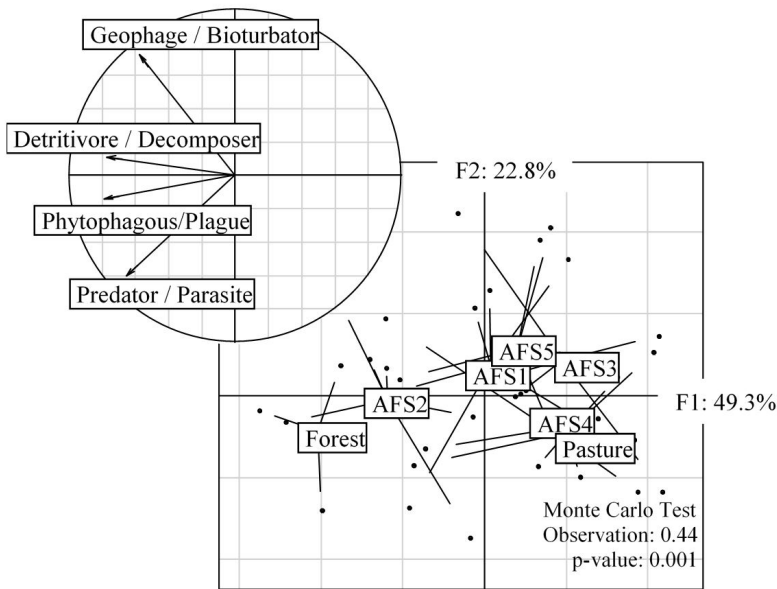 Geophage / Bioturbator
Detritivore / Decomposer
Phytophagous/Plague
Predator / Parasite
F2: 22.8%
AFS5
AFS1
AFS3
F1: 49.3%
AFS2
AFS4
Forest
Pasture
Monte Carlo Test
Observation: 0.44
p-value: 0.001